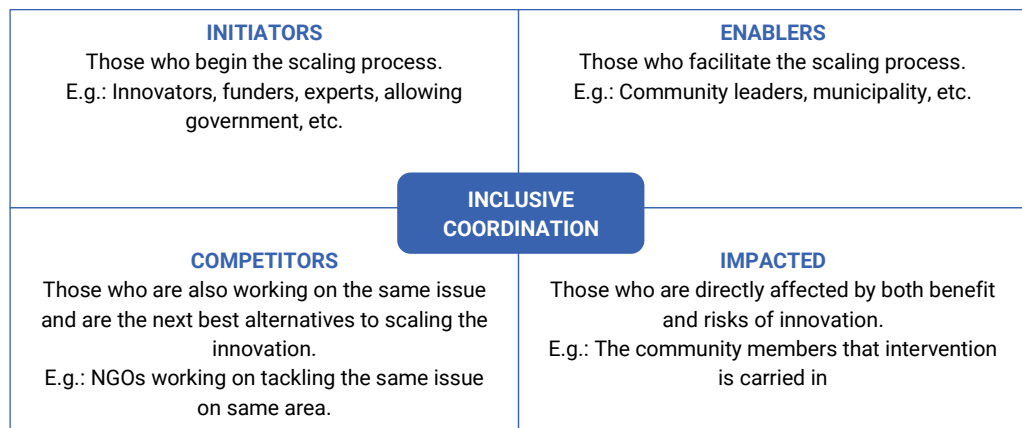 INITIATORS
Those who begin the scaling process.
E.g.: Innovators, funders, experts, allowing
government, etc.
ENABLERS
Those who facilitate the scaling process.
E.g.: Community leaders, municipality, etc.
INCLUSIVE
COORDINATION
COMPETITORS
Those who are also working on the same issue
and are the next best alternatives to scaling the
innovation.
E.g.: NGOs working on tackling the same issue
on same area.
IMPACTED
Those who are directly affected by both benefit
and risks of innovation.
E.g.: The community members that intervention
is carried in